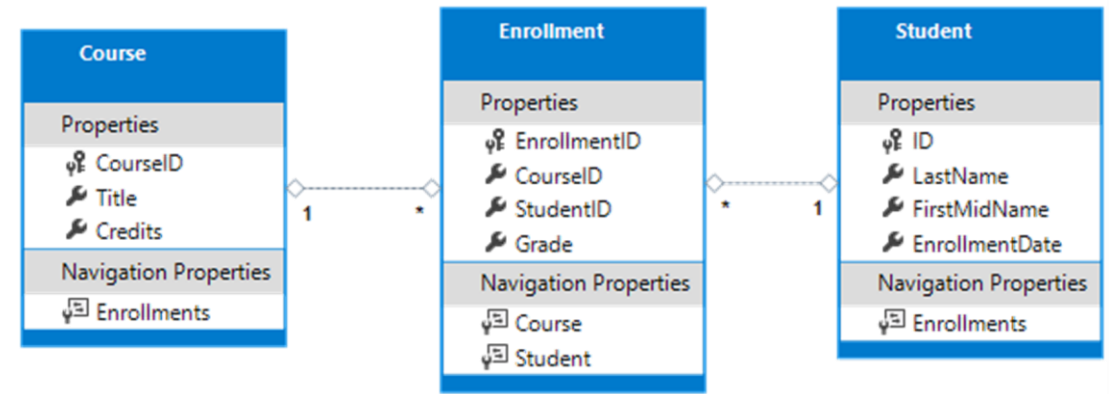 Course
Properties
CourseID
Title
Credits
Navigation Properties
Enrollments
1
*
Enrollment
Properties
EnrollmentID
CourseID
StudentID
Grade
Navigation Properties
Course
Student
*
1
Student
Properties
ID
LastName
FirstMidName
EnrollmentDate
Navigation Properties
Enrollments